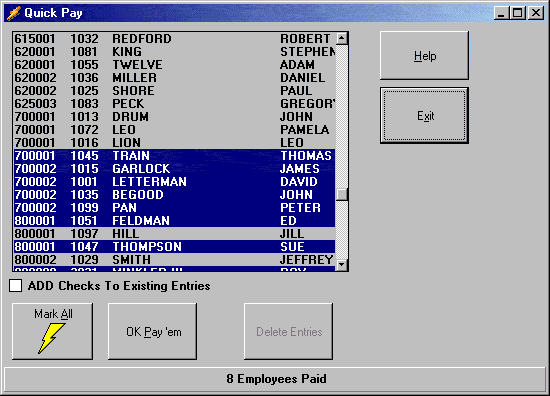 Quick Pay
615001 1032 REDFORD ROBERT
620001 1081 KING STEPHEN
620001 1055 TWELVE ADAM
620002 1036 MILLER DANIEL
620002 1025 SHORE PAUL
625003 1083 PECK GREGORY
700001 1013 DRUM JOHN
700001 1072 LEO PAMELA
700001 1016 LION LEO
700001 1045 TRAIN THOMAS
700002 1015 GARLOCK JAMES
700002 1001 LETTERMAN DAVID
700002 1035 BEGOOD JOHN
700002 1099 PAN PETER
800001 1051 FELDMAN ED
800001 1097 HILL JILL
800001 1047 THOMPSON SUE
800002 1029 SMITH JEFFREY
Help
Exit
ADD Checks To Existing Entries
Mark All
OK Pay 'em
Delete Entries
8 Employees Paid